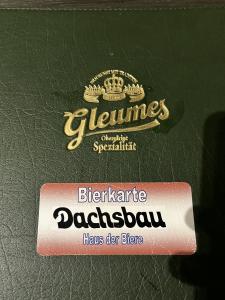 Gleumes
Obergärige
Spezialität
Bierkarte
Dachsbau
Haus der Biere